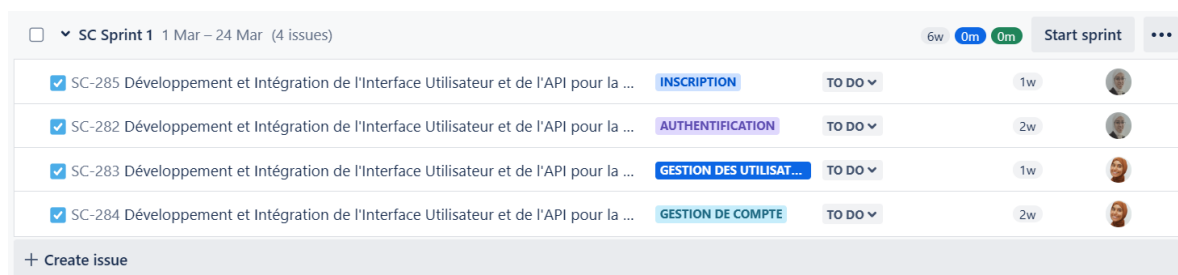 SC Sprint 1 1 Mar – 24 Mar (4 issues) 6w 0m 0m Start sprint
SC-285 Développement et Intégration de l'Interface Utilisateur et de l'API pour la ... INSCRIPTION TO DO 1w
SC-282 Développement et Intégration de l'Interface Utilisateur et de l'API pour la ... AUTHENTIFICATION TO DO 2w
SC-283 Développement et Intégration de l'Interface Utilisateur et de l'API pour la ... GESTION DES UTILISAT... TO DO 1w
SC-284 Développement et Intégration de l'Interface Utilisateur et de l'API pour la ... GESTION DE COMPTE TO DO 2w
+ Create issue